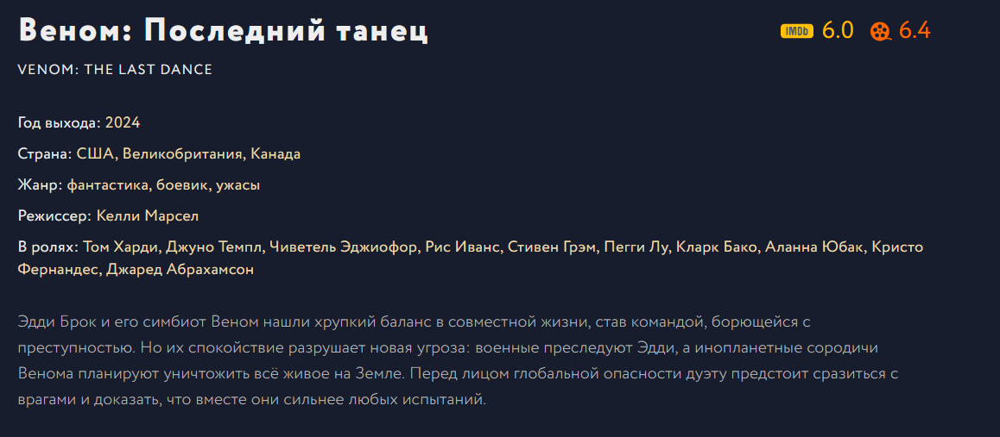 Веном: Последний танец
IMDb 6.0 6.4
VENOM: THE LAST DANCE
Год выхода: 2024
Страна: США, Великобритания, Канада
Жанр: фантастика, боевик, ужасы
Режиссер: Келли Марсел
В ролях: Том Харди, Джуно Темпл, Чиветель Эджиофор, Рис Иванс, Стивен Грэм, Пегги Лу, Кларк Бако, Аланна Юбак, Кристо
Фернандес, Джаред Абрахамсон
Эдди Брок и его симбиот Веном нашли хрупкий баланс в совместной жизни, став командой, борющейся с
преступностью. Но их спокойствие разрушает новая угроза: военные преследуют Эдди, а инопланетные сородичи
Венома планируют уничтожить всё живое на Земле. Перед лицом глобальной опасности дуэту предстоит сразиться с
врагами и доказать, что вместе они сильнее любых испытаний.